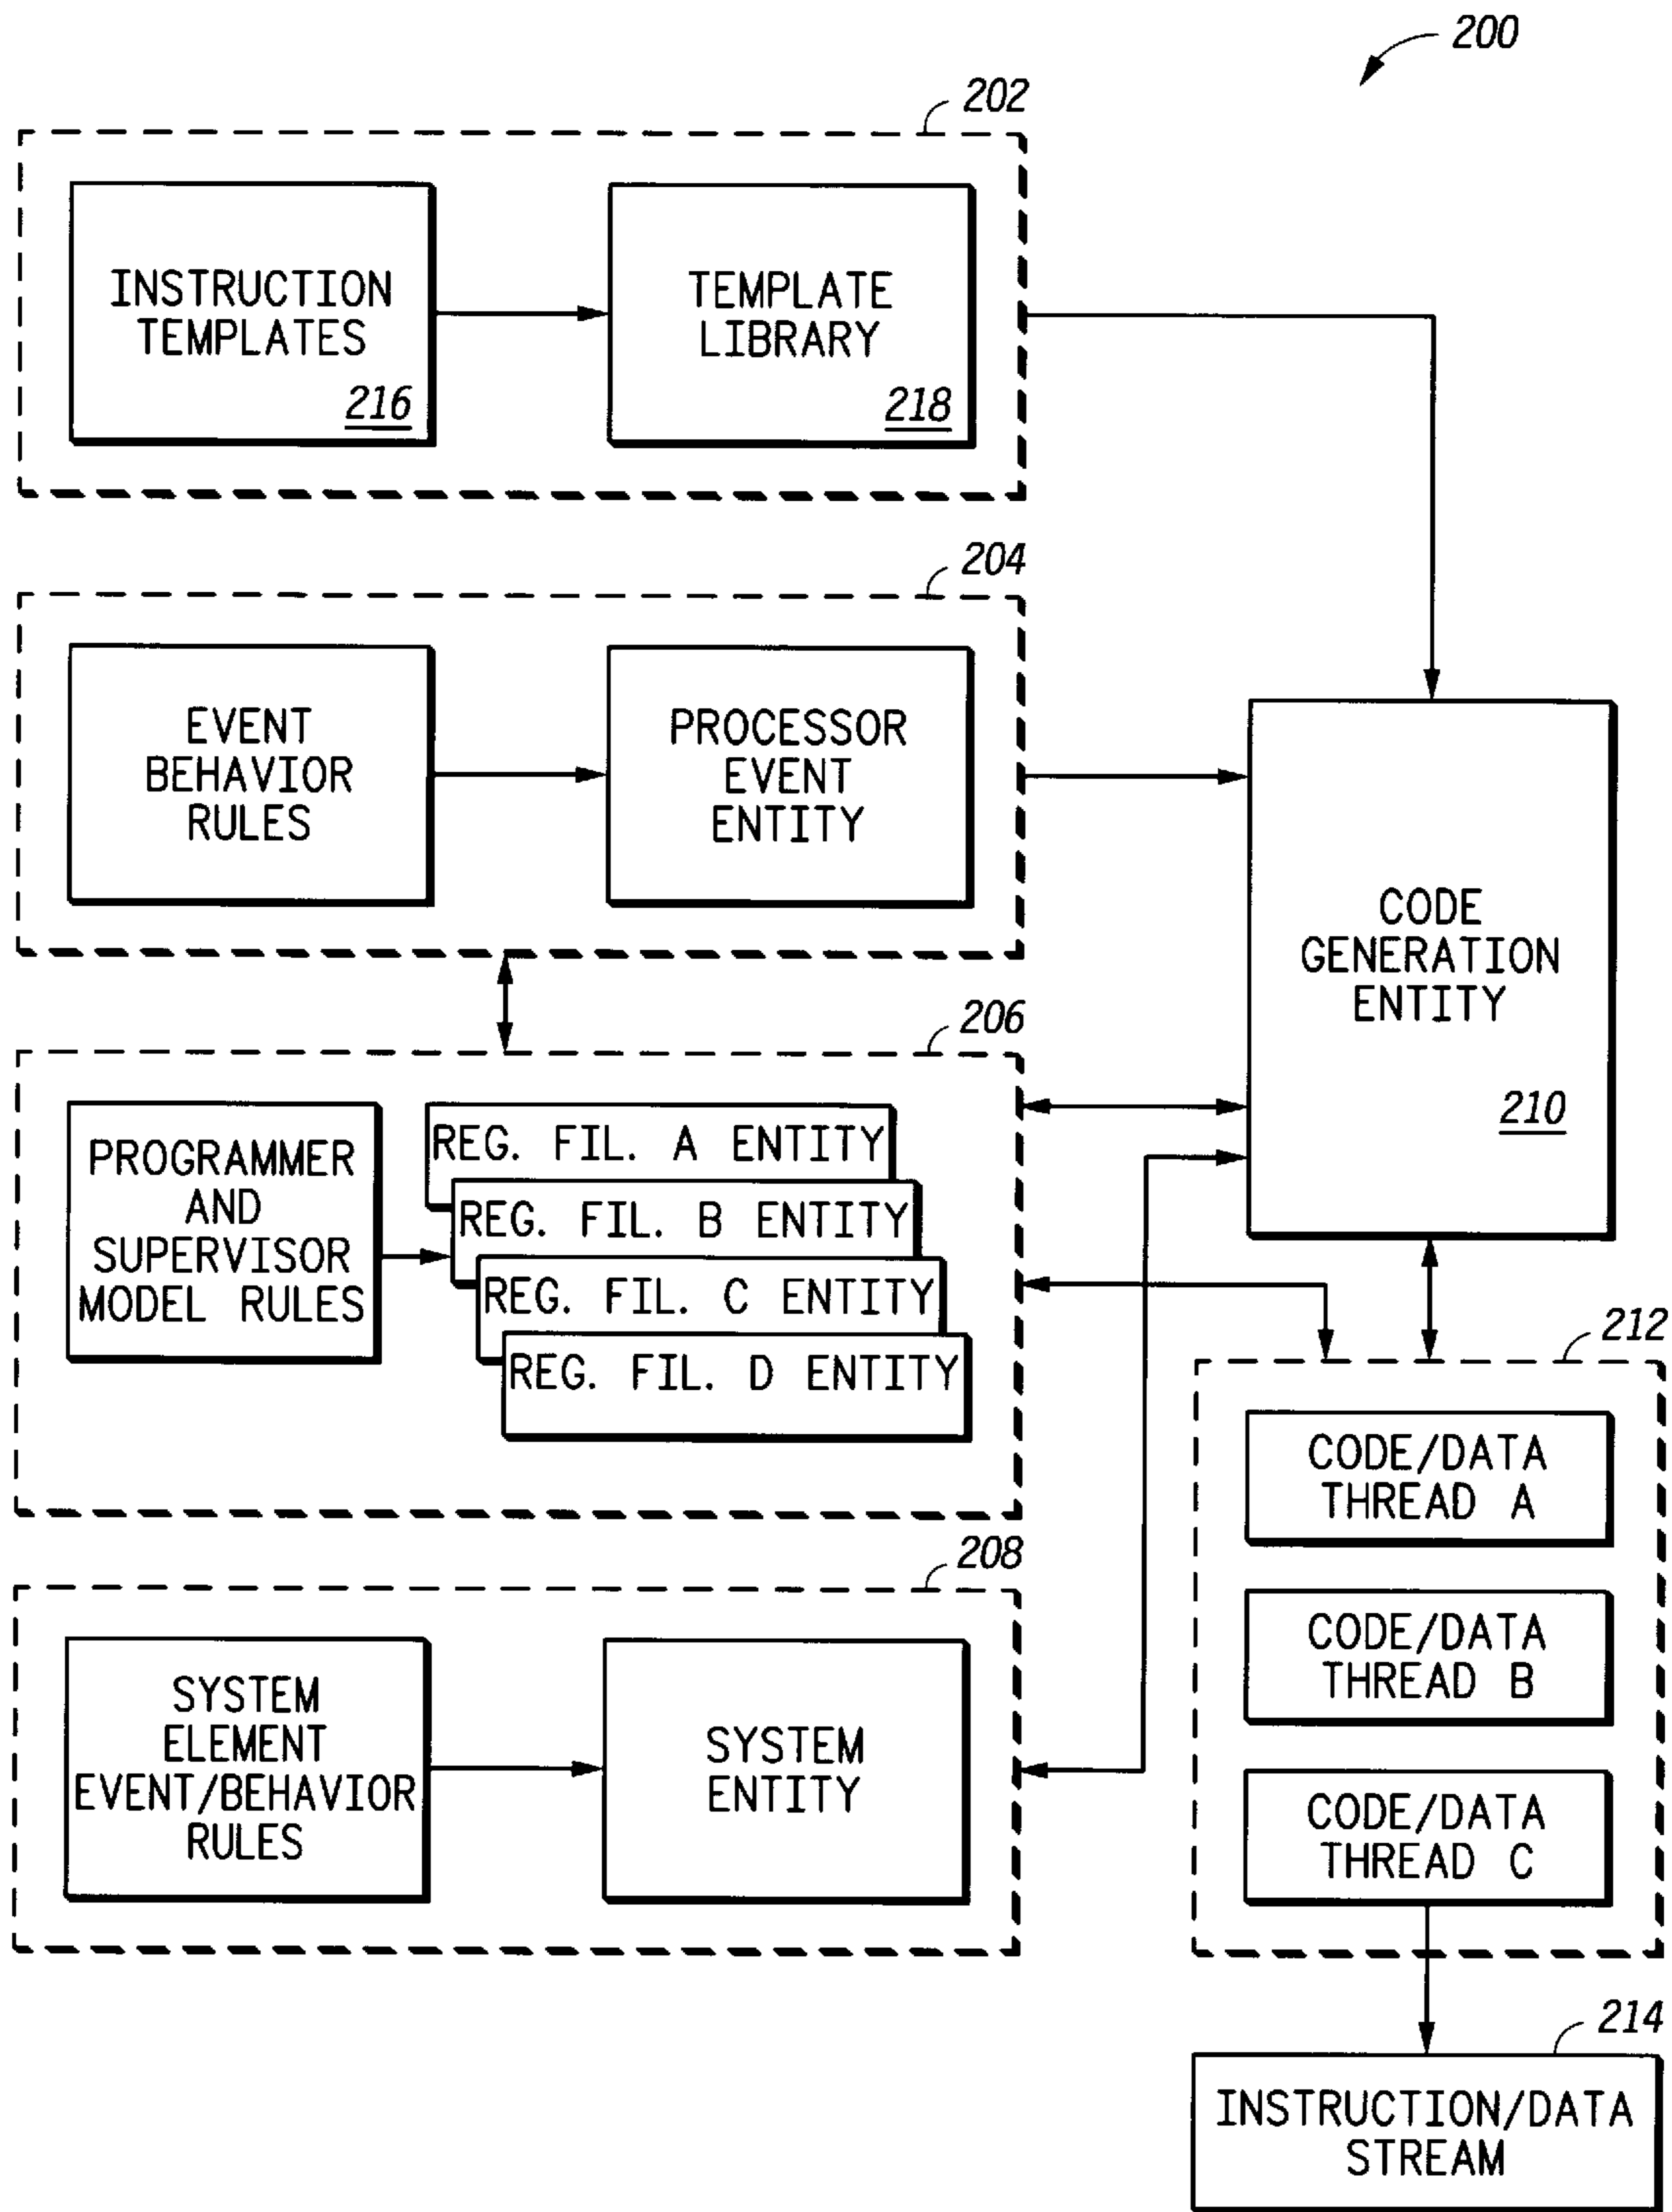 200
202
INSTRUCTION
TEMPLATES
216
TEMPLATE
LIBRARY
218
204
EVENT
BEHAVIOR
RULES
PROCESSOR
EVENT
ENTITY
CODE
GENERATION
ENTITY
210
206
PROGRAMMER
AND
SUPERVISOR
MODEL RULES
REG. FIL. A ENTITY
REG. FIL. B ENTITY
REG. FIL. C ENTITY
REG. FIL. D ENTITY
212
CODE/DATA
THREAD A
CODE/DATA
THREAD B
CODE/DATA
THREAD C
208
SYSTEM
ELEMENT
EVENT/BEHAVIOR
RULES
SYSTEM
ENTITY
214
INSTRUCTION/DATA
STREAM